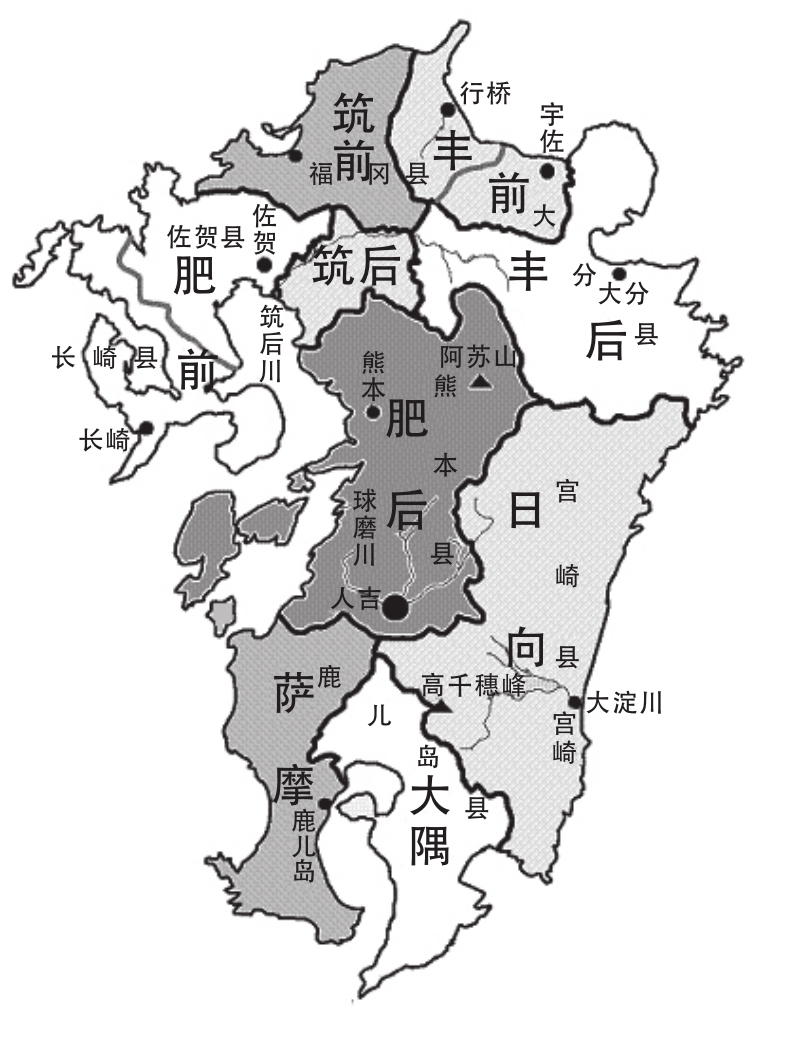 行桥
筑前
丰前
宇佐
福冈县
大分县
佐贺县
佐贺
肥前
筑后
丰后
大分
筑后川
长崎县
长崎
阿苏山
熊本
熊本县
肥后
球磨川
人吉
日向
宫崎县
高千穗峰
大淀川
宫崎
萨摩
鹿儿岛县
大隅
鹿儿岛